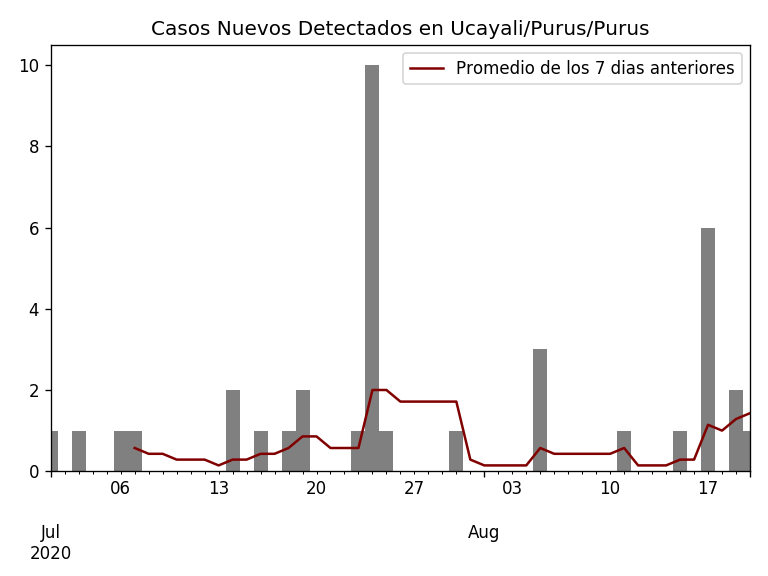 Casos Nuevos Detectados en Ucayali/Purus/Purus
Promedio de los 7 dias anteriores
10
8
6
4
2
0
06 13 20 27 03 10 17
Jul Aug
2020